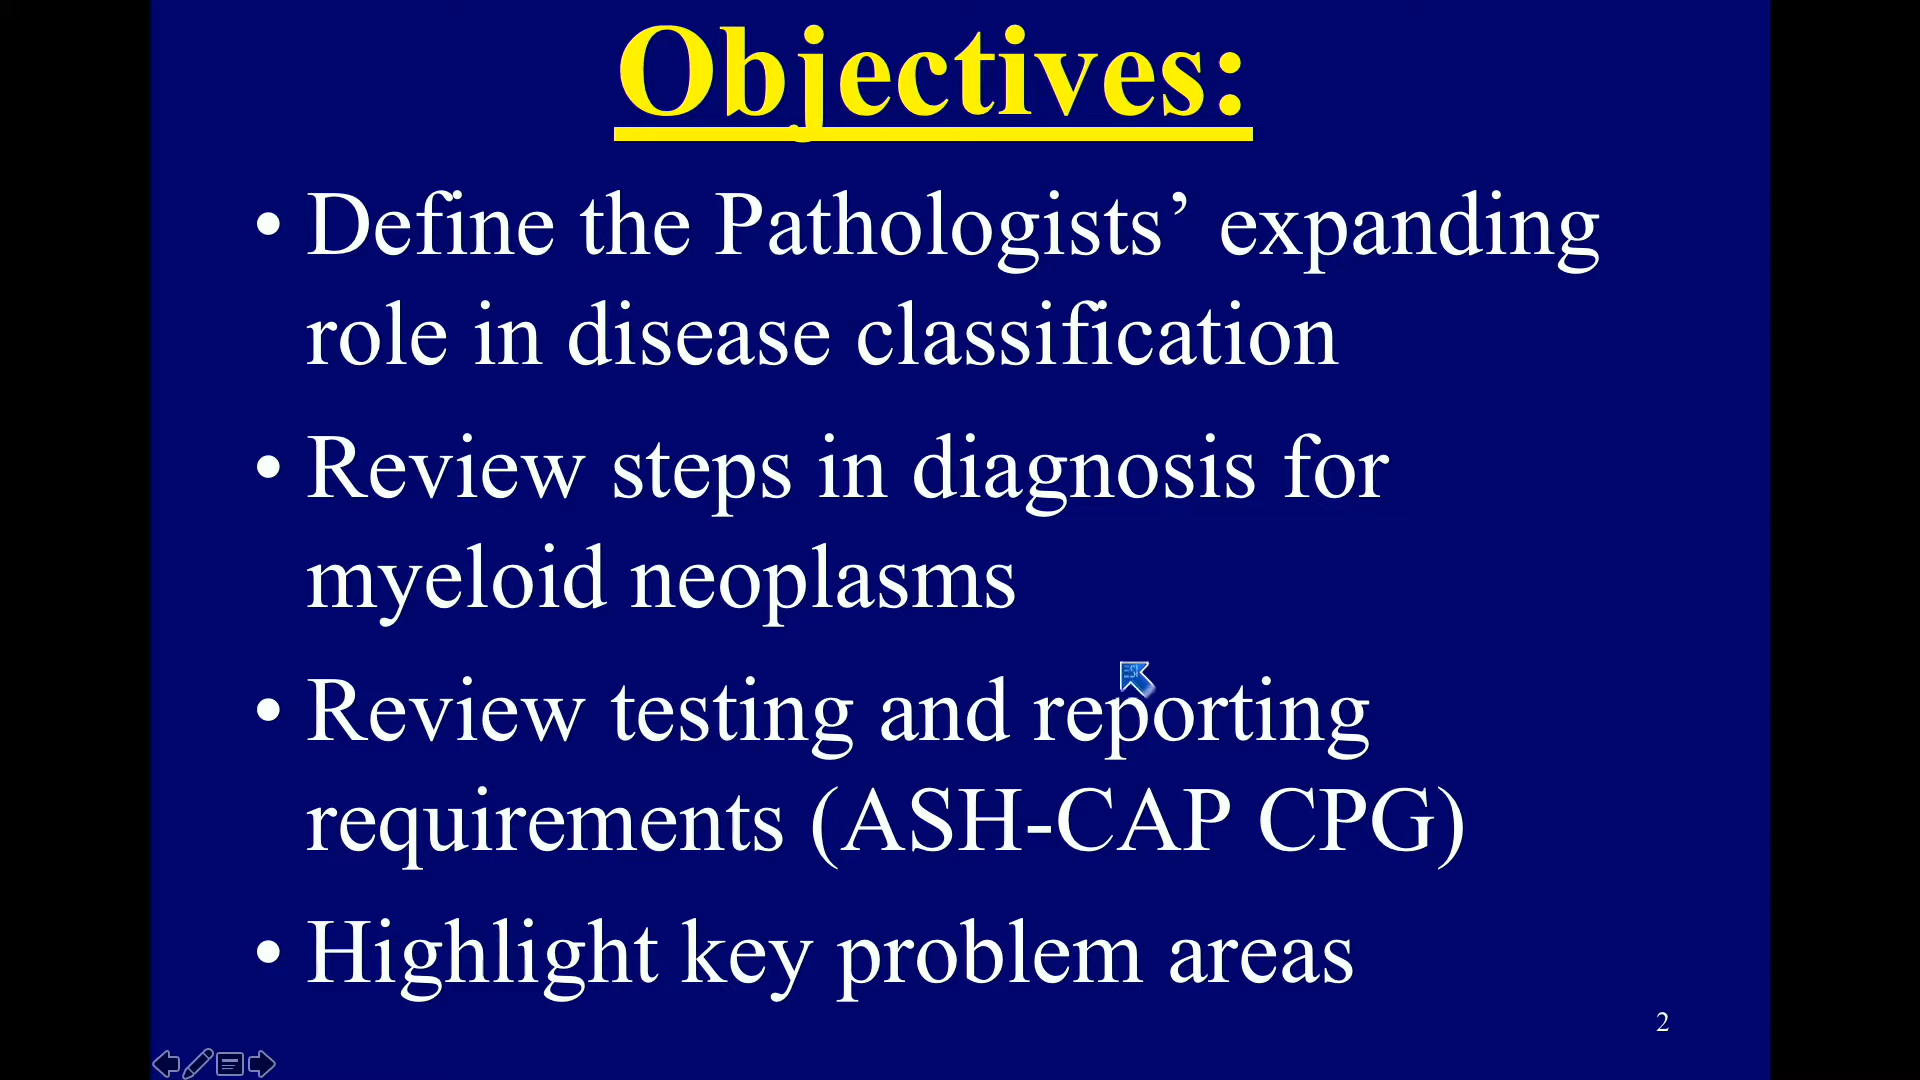 Objectives:
• Define the Pathologists’ expanding
role in disease classification
• Review steps in diagnosis for
myeloid neoplasms
• Review testing and reporting
requirements (ASH-CAP CPG)
• Highlight key problem areas
2